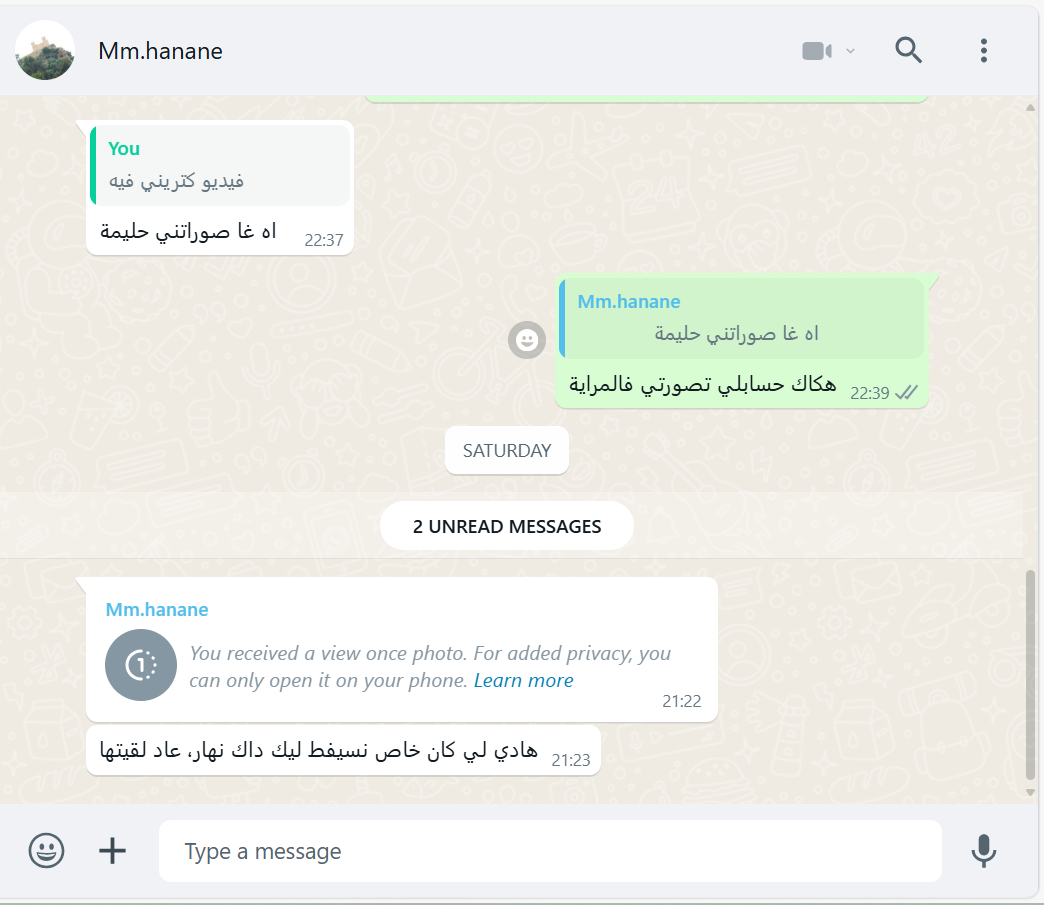 Mm.hanane
You
فيديو كتريني فيه
اه غا صوراتني حليمة
22:37
Mm.hanane
اه غا صوراتني حليمة
هكاك حسابلي تصورتي فالمراية
22:39
SATURDAY
2 UNREAD MESSAGES
Mm.hanane
You received a view once photo. For added privacy, you
can only open it on your phone. Learn more
21:22
هادي لي كان خاص نسيفط ليك داك نهار، عاد لقيتها
21:23
Type a message